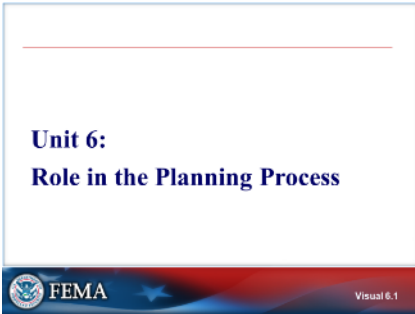 Unit 6:
Role in the Planning Process
FEMA
Visual 6.1